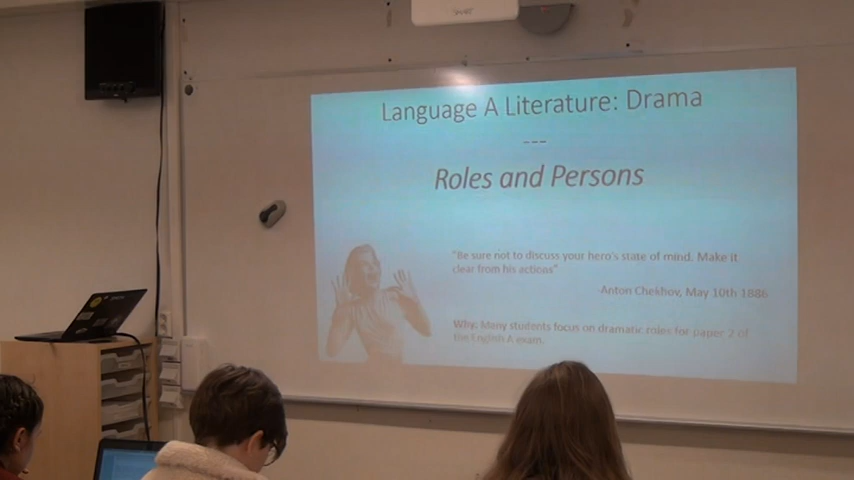 Language A Literature: Drama
---
Roles and Persons
"Be sure not to discuss your hero's state of mind. Make it
clear from his actions"
-Anton Chekhov, May 10th 1886
Why: Many students focus on dramatic roles for paper 2 of
the English A exam.